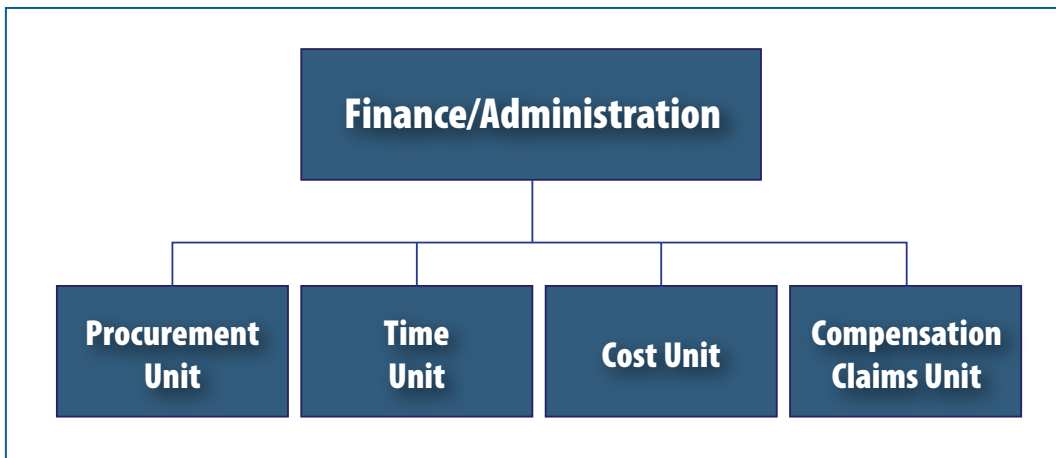 Finance/Administration
Procurement
Unit
Time
Unit
Cost Unit
Compensation
Claims Unit